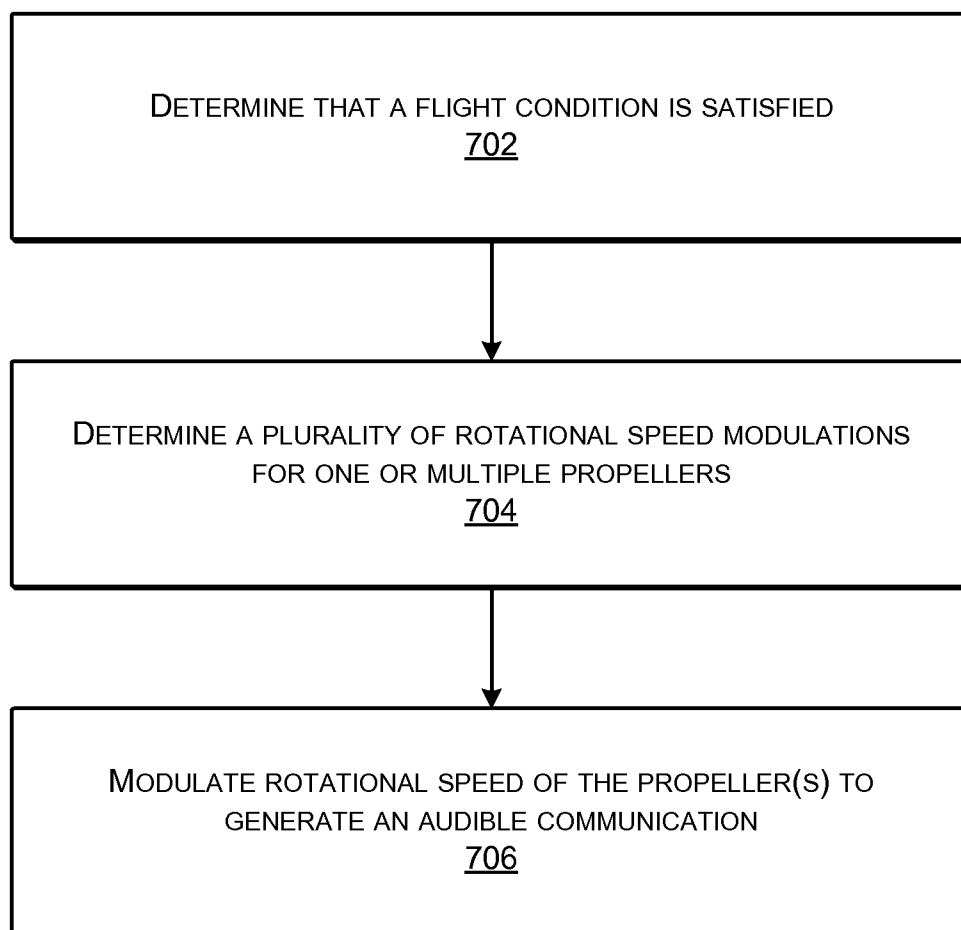 DETERMINE THAT A FLIGHT CONDITION IS SATISFIED
702
DETERMINE A PLURALITY OF ROTATIONAL SPEED MODULATIONS
FOR ONE OR MULTIPLE PROPELLERS
704
MODULATE ROTATIONAL SPEED OF THE PROPELLER(S) TO
GENERATE AN AUDIBLE COMMUNICATION
706